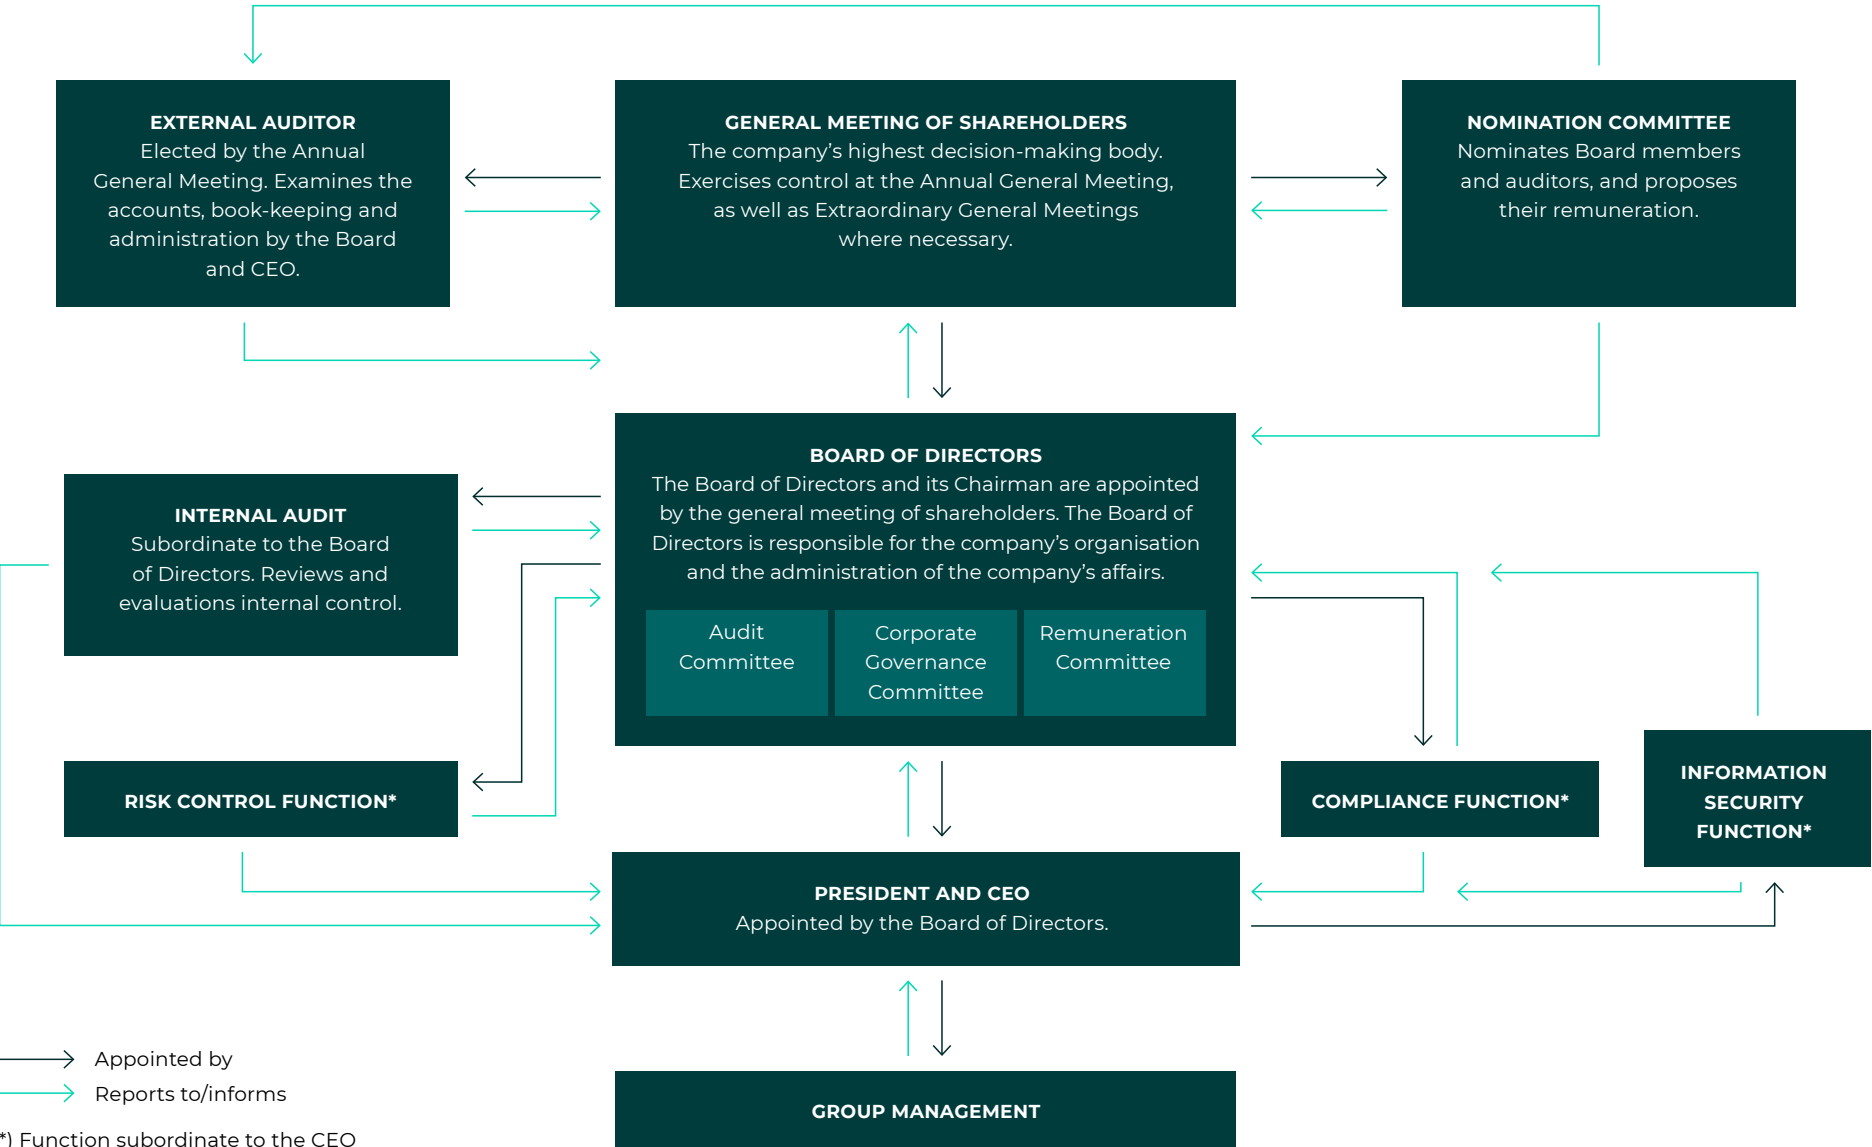 EXTERNAL AUDITOR
Elected by the Annual
General Meeting. Examines the
accounts, book-keeping and
administration by the Board
and CEO.
GENERAL MEETING OF SHAREHOLDERS
The company’s highest decision-making body.
Exercises control at the Annual General Meeting,
as well as Extraordinary General Meetings
where necessary.
NOMINATION COMMITTEE
Nominates Board members
and auditors, and proposes
their remuneration.
BOARD OF DIRECTORS
The Board of Directors and its Chairman are appointed
by the general meeting of shareholders. The Board of
Directors is responsible for the company’s organisation
and the administration of the company’s affairs.
Audit
Committee
Corporate
Governance
Committee
Remuneration
Committee
INTERNAL AUDIT
Subordinate to the Board
of Directors. Reviews and
evaluations internal control.
RISK CONTROL FUNCTION*
COMPLIANCE FUNCTION*
INFORMATION
SECURITY
FUNCTION*
PRESIDENT AND CEO
Appointed by the Board of Directors.
GROUP MANAGEMENT
Appointed by
Reports to/informs
*) Function subordinate to the CEO